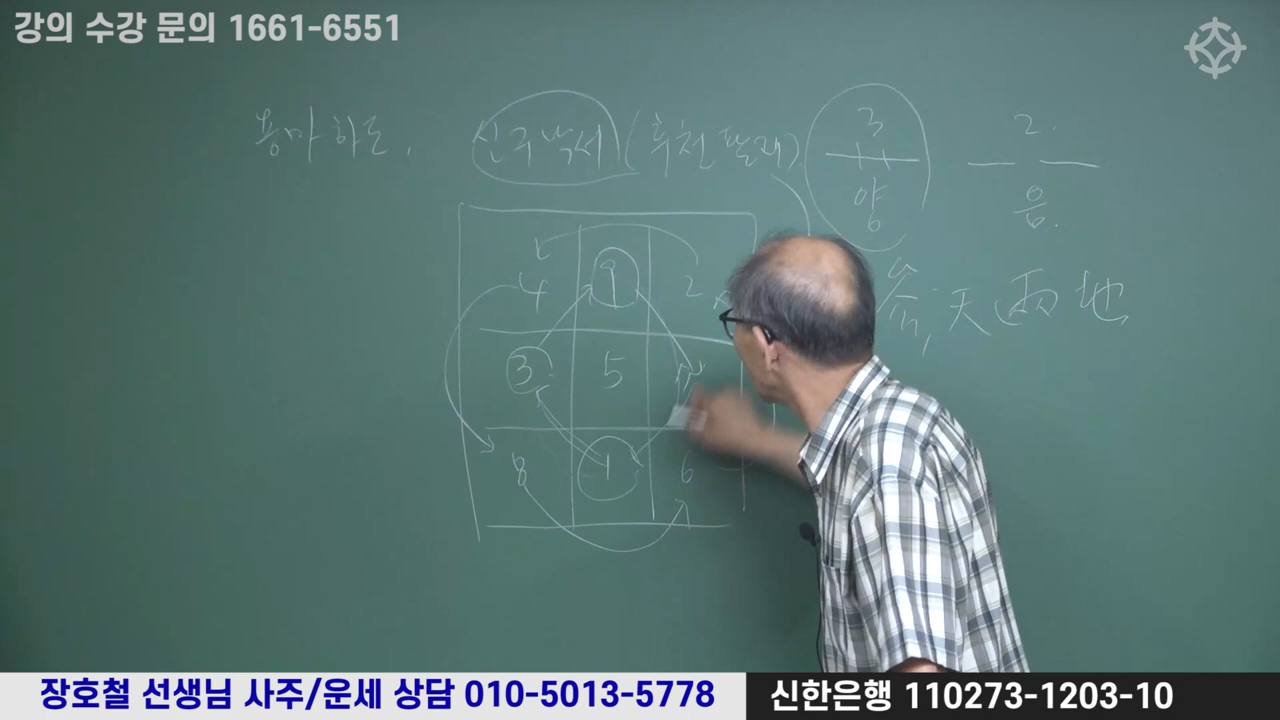 강의 수강 문의 1661-6551
용마하도, 신구낙서 (후천팔괘) 3 2.
양 음.
4 9 2
天兩地
3 5
8 1 6
장호철 선생님 사주/운세 상담 010-5013-5778
신한은행 110273-1203-10